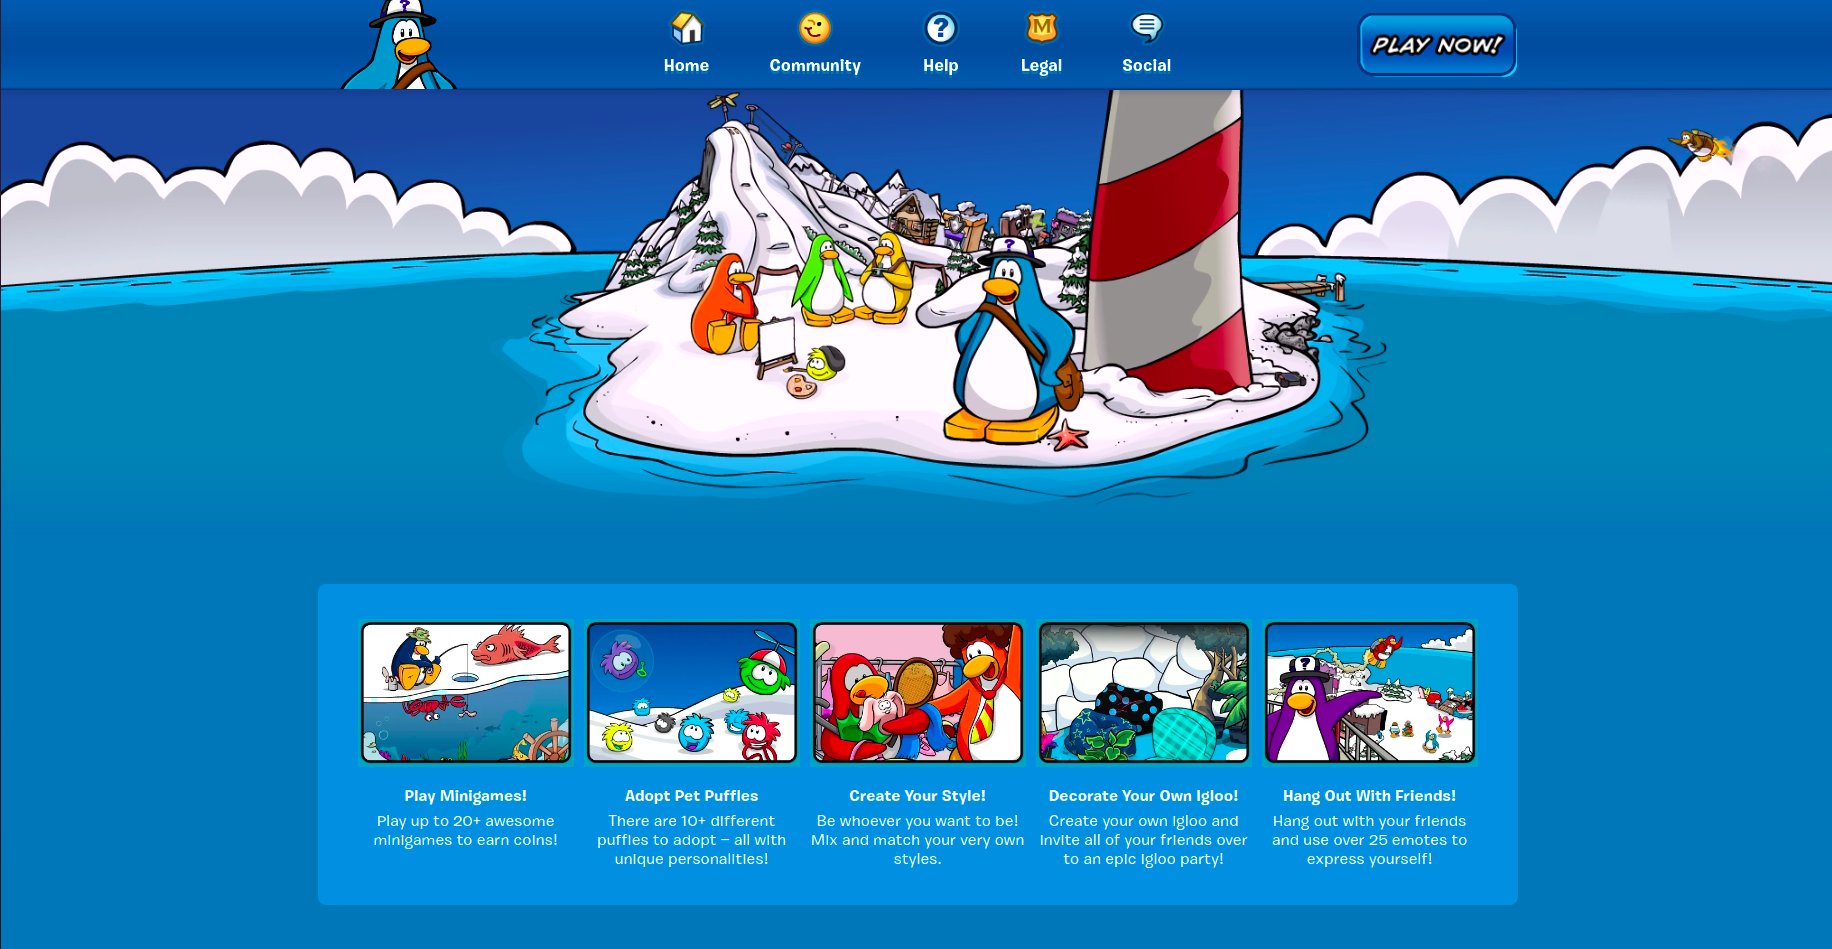 Home
Community
Help
Legal
Social
PLAY NOW!
?
?
M
?
?
Play Minigames!
Play up to 20+ awesome
minigames to earn coins!
Adopt Pet Puffles
There are 10+ different
puffles to adopt – all with
unique personalities!
Create Your Style!
Be whoever you want to be!
Mix and match your very own
styles.
Decorate Your Own Igloo!
Create your own igloo and
invite all of your friends over
to an epic igloo party!
Hang Out With Friends!
Hang out with your friends
and use over 25 emotes to
express yourself!